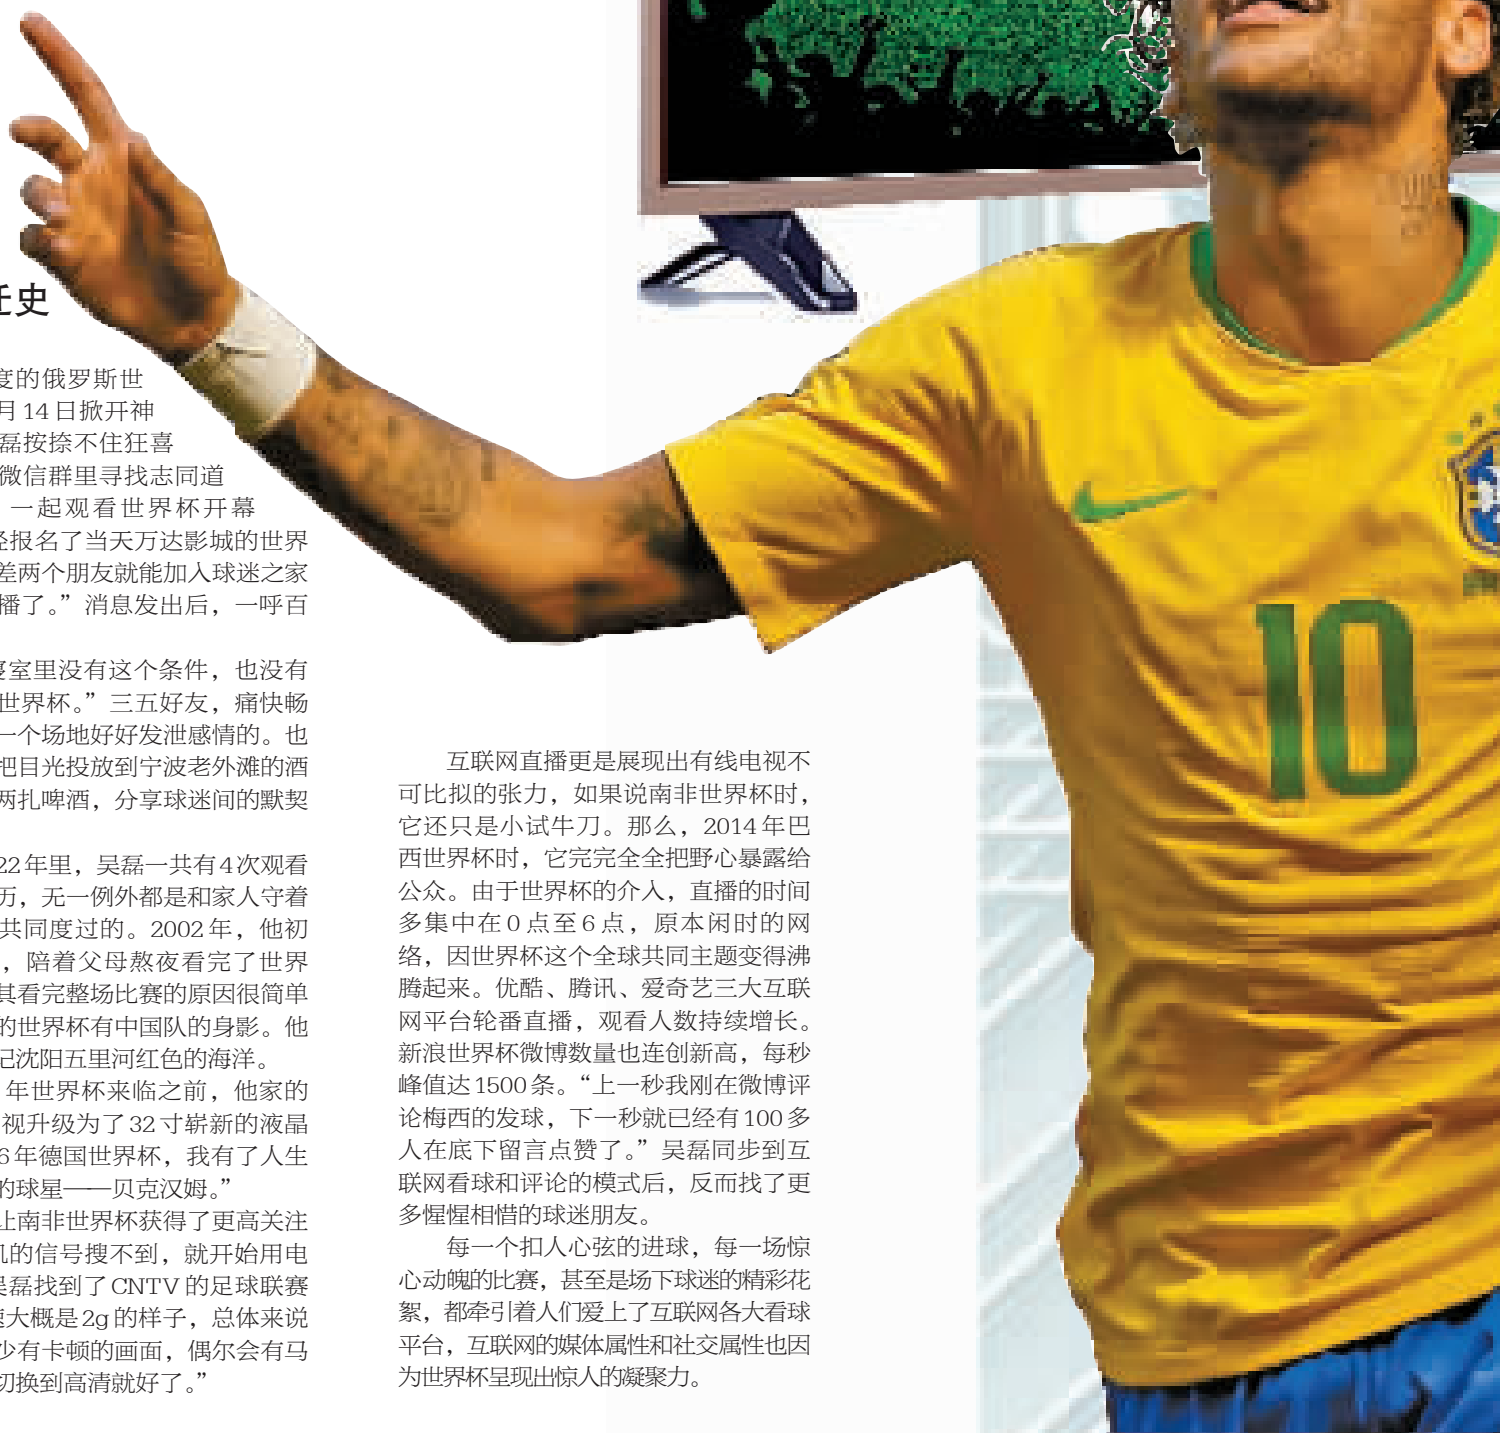 迁史
度的俄罗斯世
月14日掀开神
磊按捺不住狂喜
微信群里寻找志同道
一起观看世界杯开幕
经报名了当天万达影城的世界
差两个朋友就能加入球迷之家
播了。”消息发出后，一呼百
寝室里没有这个条件，也没有
世界杯。”三五好友，痛快畅
一个场地好好发泄感情的。也
把目光投放到宁波老外滩的酒
两扎啤酒，分享球迷间的默契
22年里，吴磊一共有4次观看
历，无一例外都是和家人守着
共同度过的。2002年，他初
，陪着父母熬夜看完了世界
其看完整场比赛的原因很简单
的世界杯有中国队的身影。他
记沈阳五里河红色的海洋。
年世界杯来临之前，他家的
视升级为了32寸崭新的液晶
6年德国世界杯，我有了人生
的球星——贝克汉姆。”
让南非世界杯获得了更高关注
机的信号搜不到，就开始用电
吴磊找到了CNTV的足球联赛
速大概是2g的样子，总体来说
少有卡顿的画面，偶尔会有马
切换到高清就好了。”
互联网直播更是展现出有线电视不
可比拟的张力，如果说南非世界杯时，
它还只是小试牛刀。那么，2014年巴
西世界杯时，它完完全全把野心暴露给
公众。由于世界杯的介入，直播的时间
多集中在0点至6点，原本闲时的网
络，因世界杯这个全球共同主题变得沸
腾起来。优酷、腾讯、爱奇艺三大互联
网平台轮番直播，观看人数持续增长。
新浪世界杯微博数量也连创新高，每秒
峰值达1500条。“上一秒我刚在微博评
论梅西的发球，下一秒就已经有100多
人在底下留言点赞了。”吴磊同步到互
联网看球和评论的模式后，反而找了更
多惺惺相惜的球迷朋友。
每一个扣人心弦的进球，每一场惊
心动魄的比赛，甚至是场下球迷的精彩花
絮，都牵引着人们爱上了互联网各大看球
平台，互联网的媒体属性和社交属性也因
为世界杯呈现出惊人的凝聚力。
10